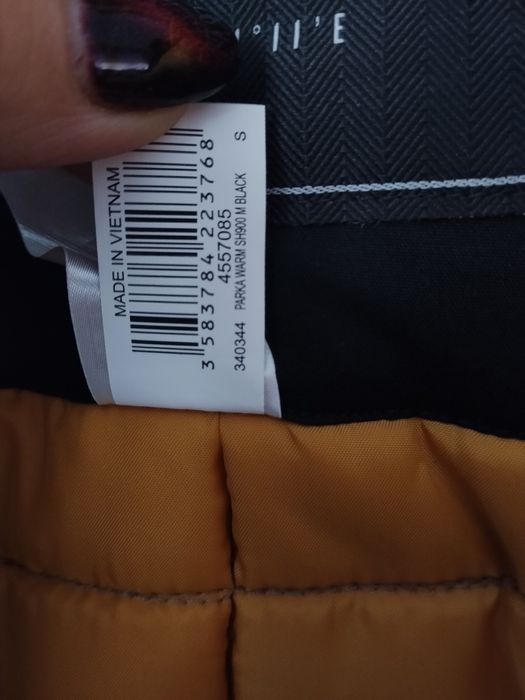 MADE IN VIETNAM
3 583784 223768
4557085
340344 PARKA WARM SH900 M BLACK S